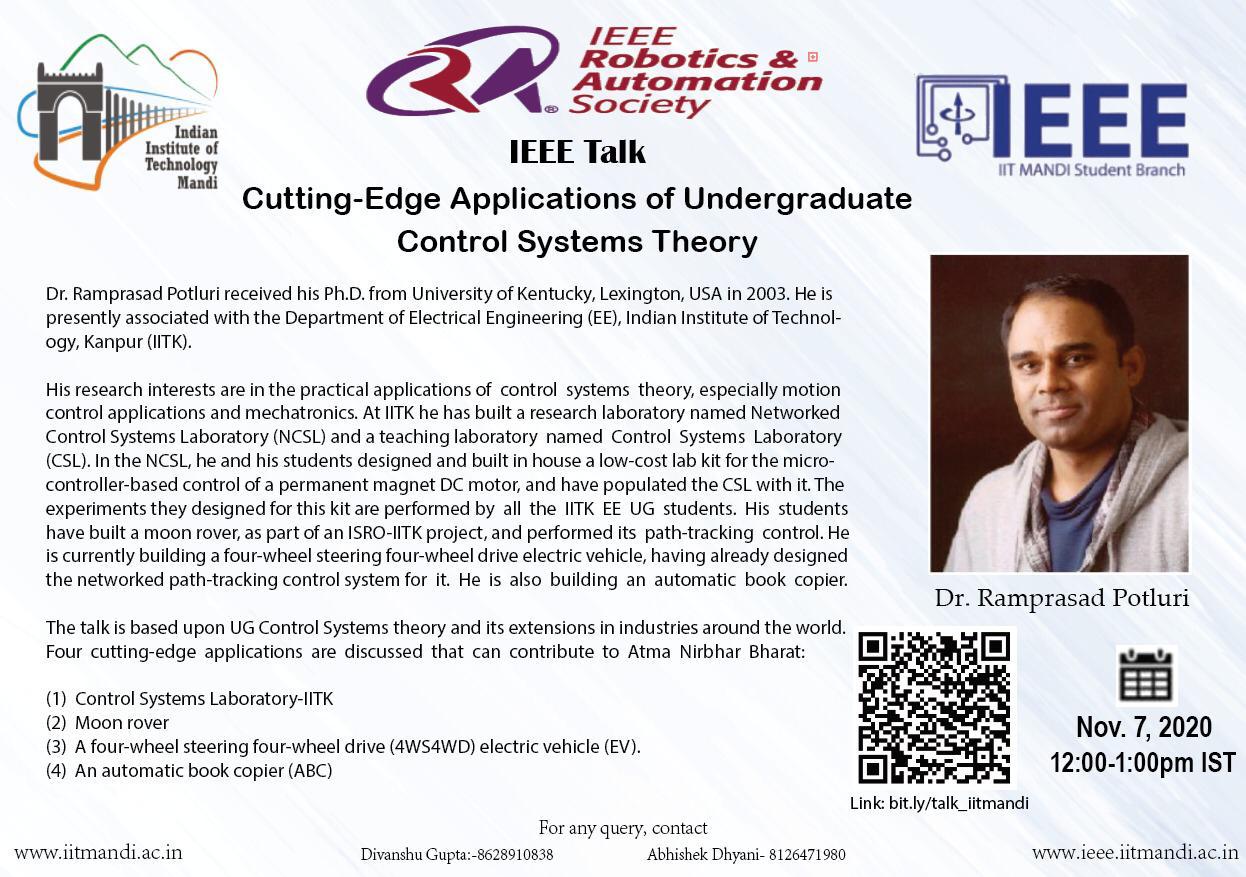 Indian
Institute of
Technology
Mandi
RA®
IEEE
Robotics &
Automation
Society
IEEE
IIT MANDI Student Branch
IEEE Talk
Cutting-Edge Applications of Undergraduate
Control Systems Theory
Dr. Ramprasad Potluri received his Ph.D. from University of Kentucky, Lexington, USA in 2003. He is
presently associated with the Department of Electrical Engineering (EE), Indian Institute of Technol-
ogy, Kanpur (IITK).
His research interests are in the practical applications of control systems theory, especially motion
control applications and mechatronics. At IITK he has built a research laboratory named Networked
Control Systems Laboratory (NCSL) and a teaching laboratory named Control Systems Laboratory
(CSL). In the NCSL, he and his students designed and built in house a low-cost lab kit for the micro-
controller-based control of a permanent magnet DC motor, and have populated the CSL with it. The
experiments they designed for this kit are performed by all the IITK EE UG students. His students
have built a moon rover, as part of an ISRO-IITK project, and performed its path-tracking control. He
is currently building a four-wheel steering four-wheel drive electric vehicle, having already designed
the networked path-tracking control system for it. He is also building an automatic book copier.
The talk is based upon UG Control Systems theory and its extensions in industries around the world.
Four cutting-edge applications are discussed that can contribute to Atma Nirbhar Bharat:
(1) Control Systems Laboratory-IITK
(2) Moon rover
(3) A four-wheel steering four-wheel drive (4WS4WD) electric vehicle (EV).
(4) An automatic book copier (ABC)
Dr. Ramprasad Potluri
Nov. 7, 2020
12:00-1:00pm IST
Link: bit.ly/talk_iitmandi
For any query, contact
www.iitmandi.ac.in
Divanshu Gupta:-8628910838
Abhishek Dhyani- 8126471980
www.ieee.iitmandi.ac.in